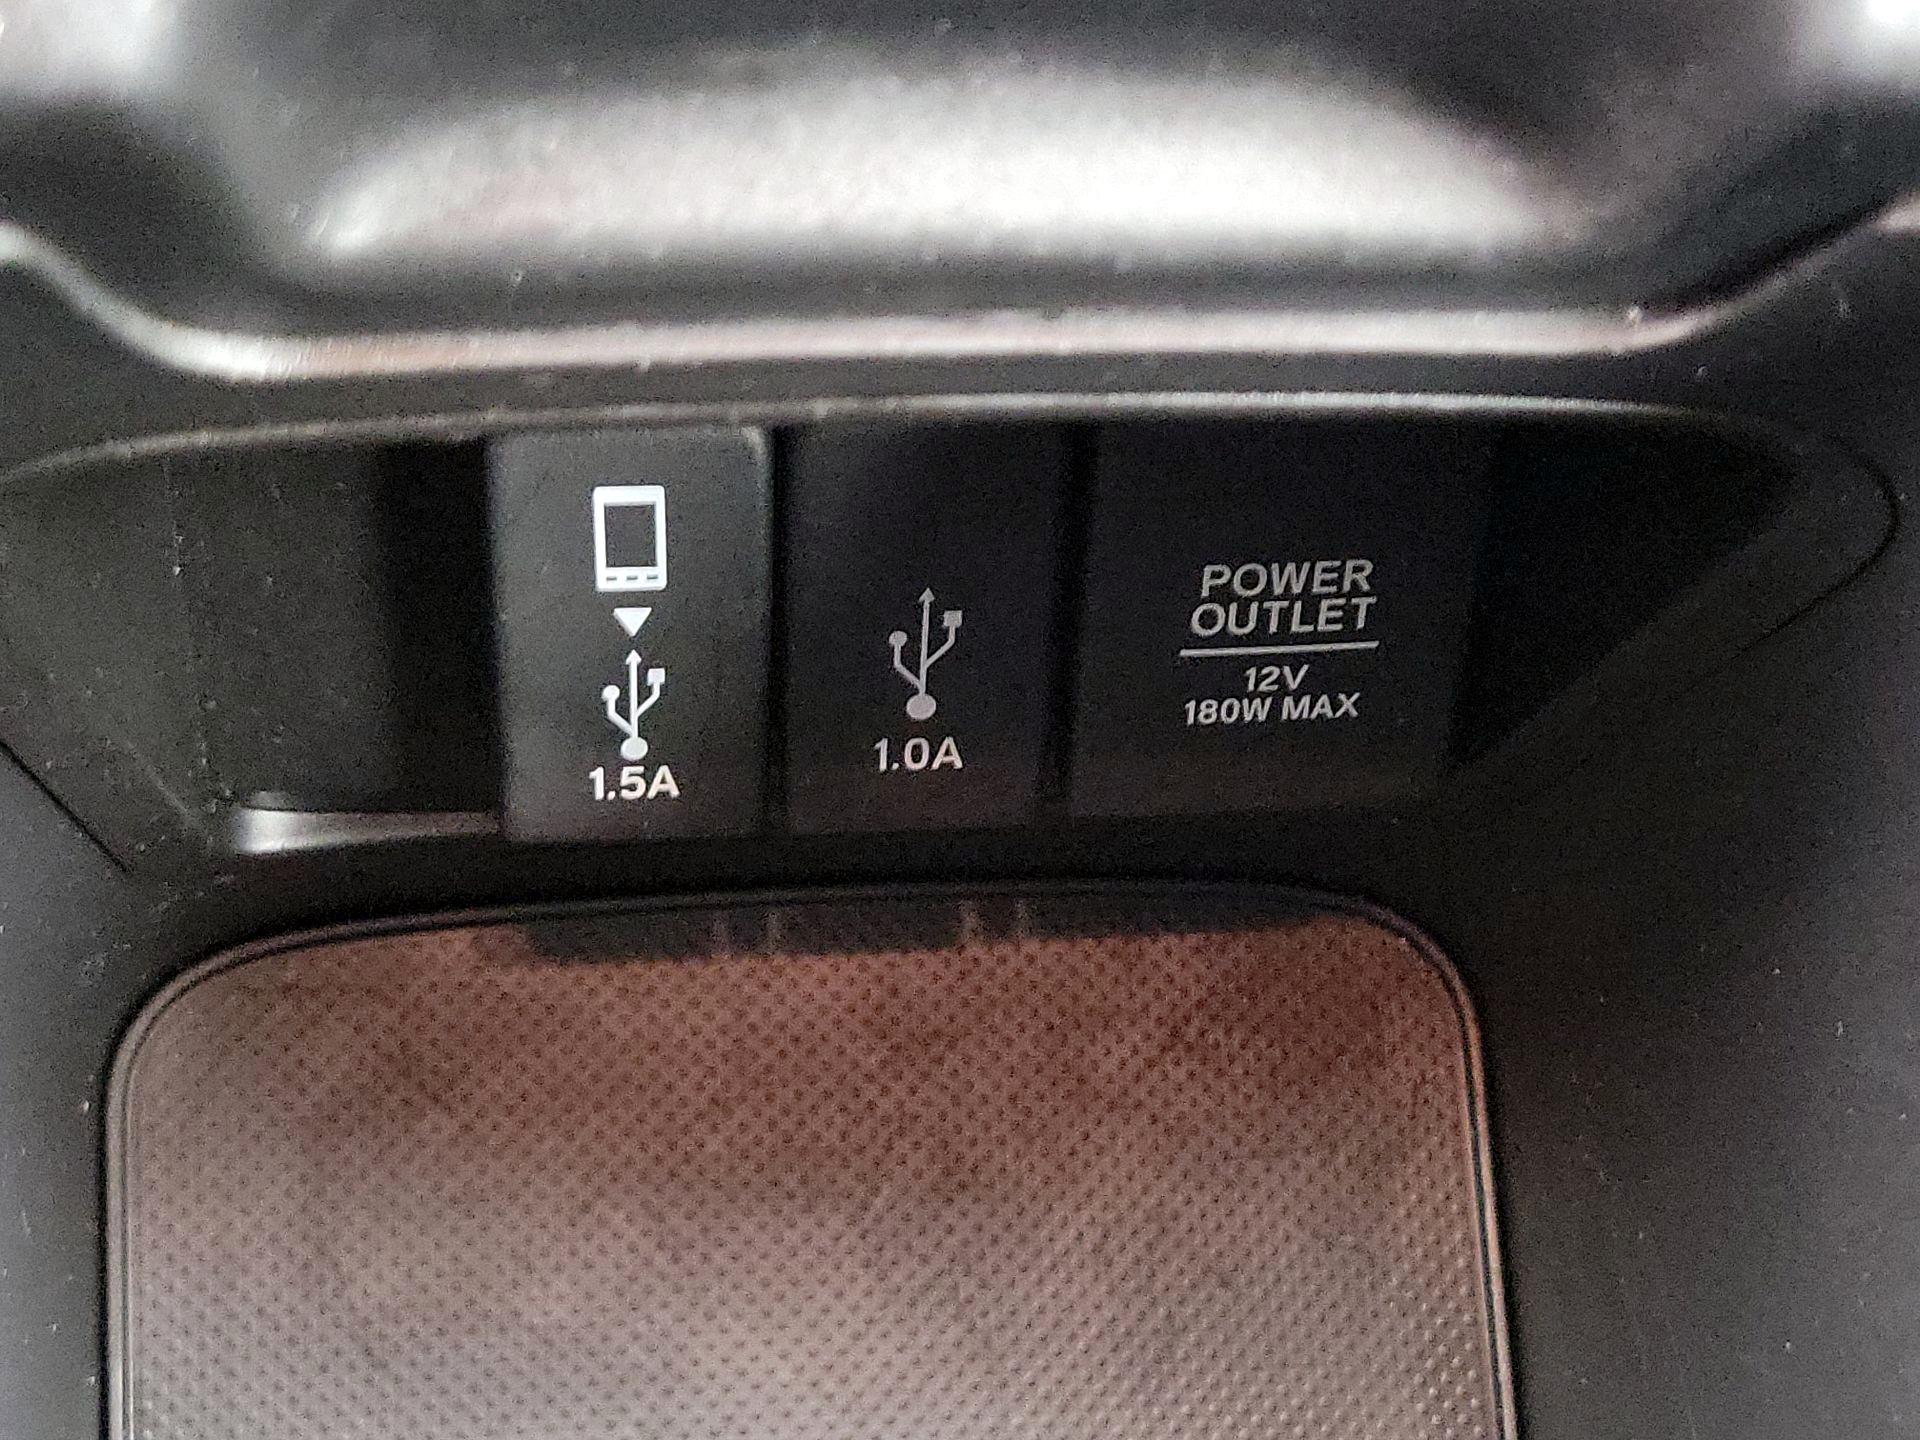 1.5A
1.0A
POWER
OUTLET
12V
180W MAX